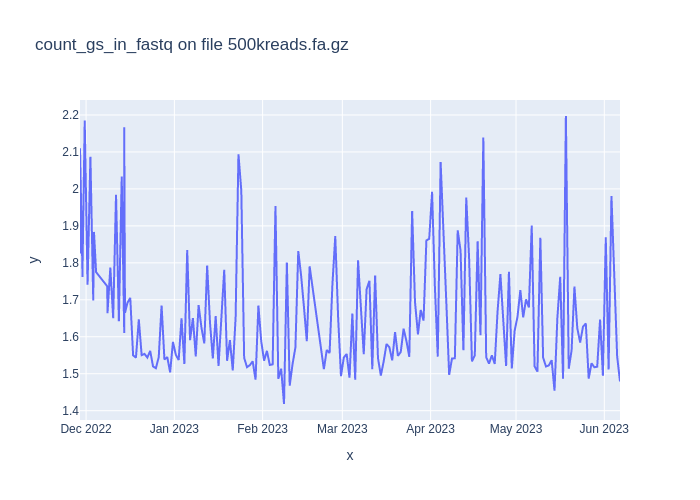 count_gs_in_fastq on file 500kreads.fa.gz
2.2
2.1
2
1.9
1.8
1.7
1.6
1.5
1.4
y
Dec 2022 Jan 2023 Feb 2023 Mar 2023 Apr 2023 May 2023 Jun 2023
x